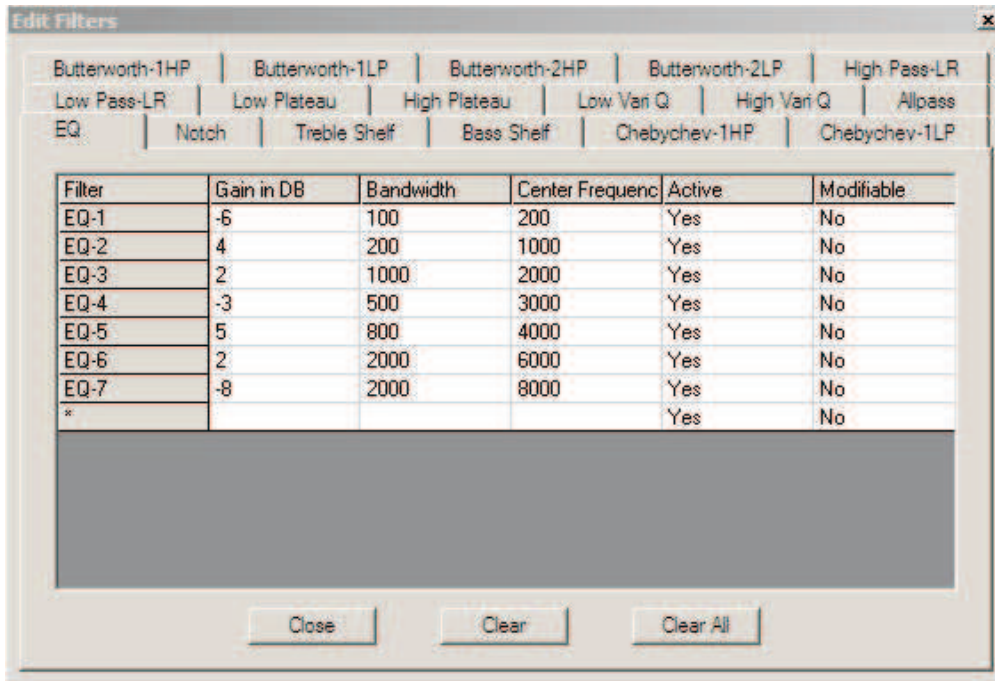 Edit Filters
Butterworth-1HP Butterworth-1LP Butterworth-2HP Butterworth-2LP High Pass-LR
Low Pass-LR Low Plateau High Plateau Low Vari Q High Vari Q Allpass
EQ Notch Treble Shelf Bass Shelf Chebychev-1HP Chebychev-1LP
Filter Gain in DB Bandwidth Center Frequenc Active Modifiable
EQ-1 -6 100 200 Yes No
EQ-2 4 200 1000 Yes No
EQ-3 2 1000 2000 Yes No
EQ-4 -3 500 3000 Yes No
EQ-5 5 800 4000 Yes No
EQ-6 2 2000 6000 Yes No
EQ-7 -8 2000 8000 Yes No
* Yes No
Close Clear Clear All